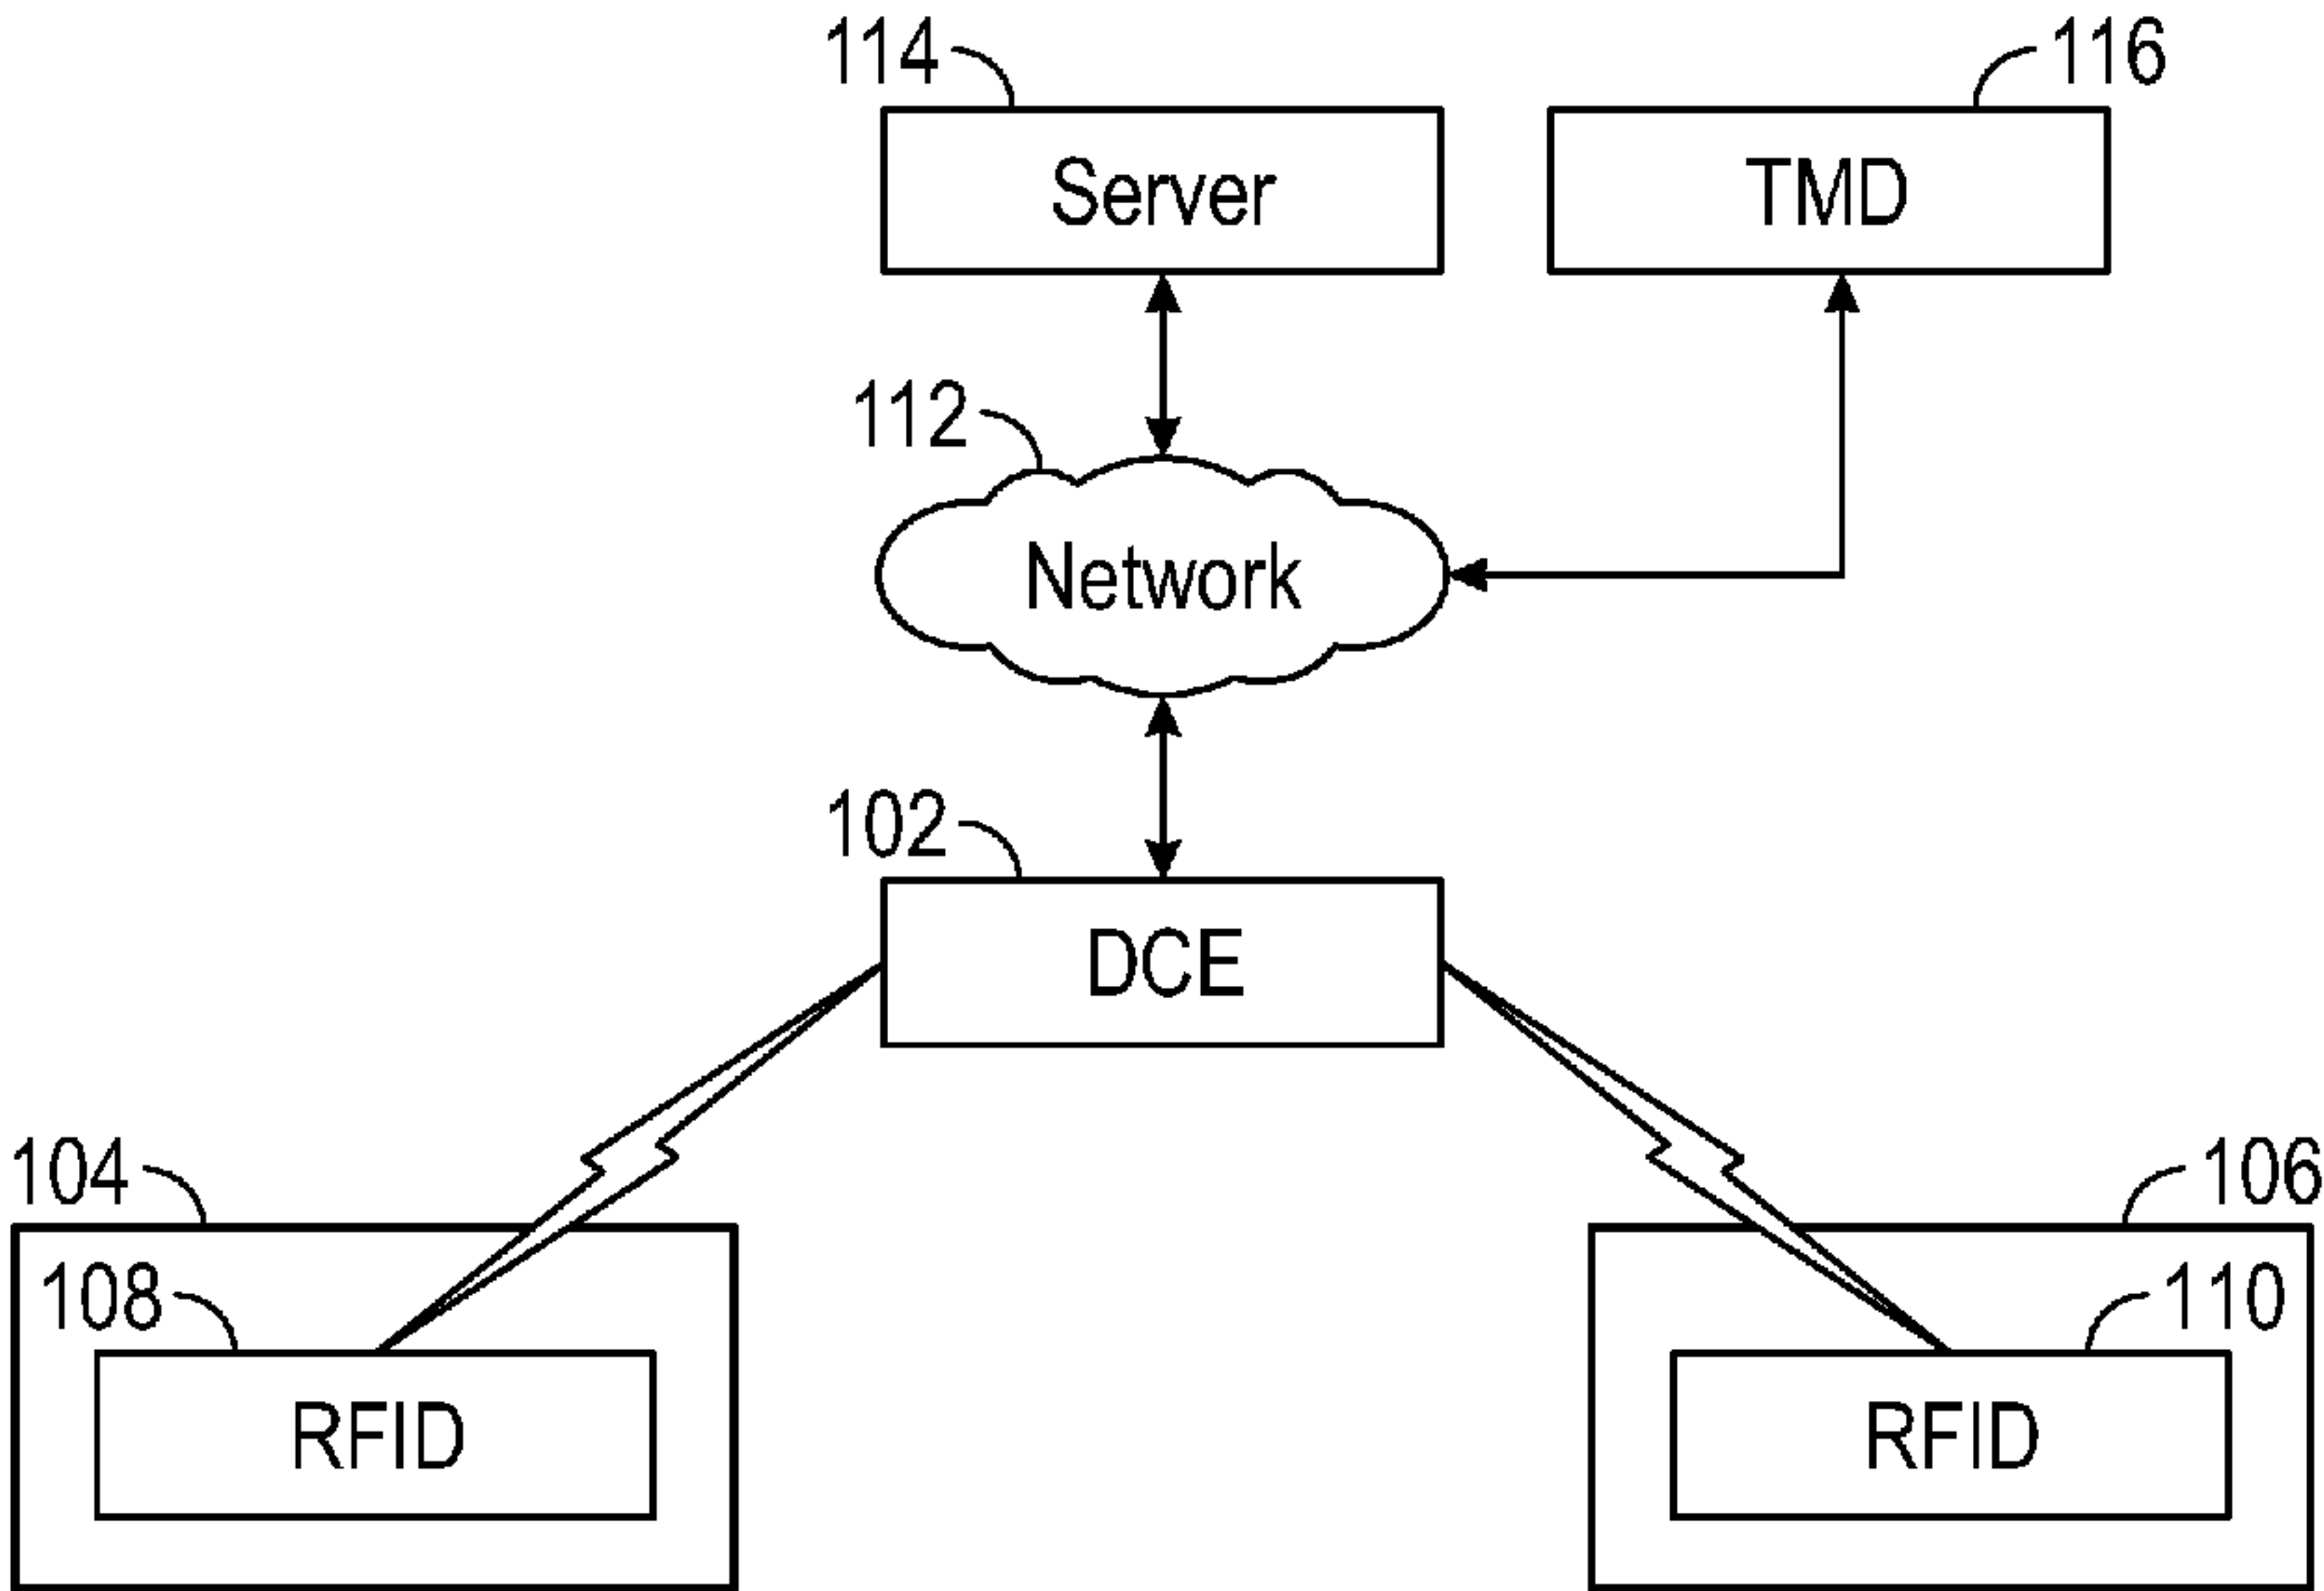 114
116
Server
TMD
112
Network
102
DCE
104
106
108
110
RFID
RFID